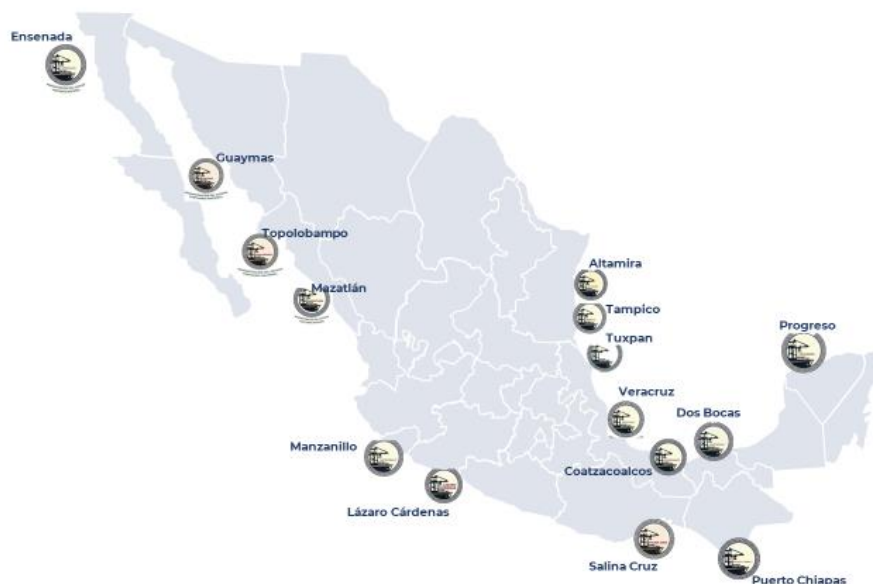 Ensenada
Guaymas
Topolobampo
Mazatlán
Altamira
Tampico
Tuxpan
Progreso
Veracruz
Dos Bocas
Manzanillo
Coatzacoalcos
Lázaro Cárdenas
Salina Cruz
Puerto Chiapas